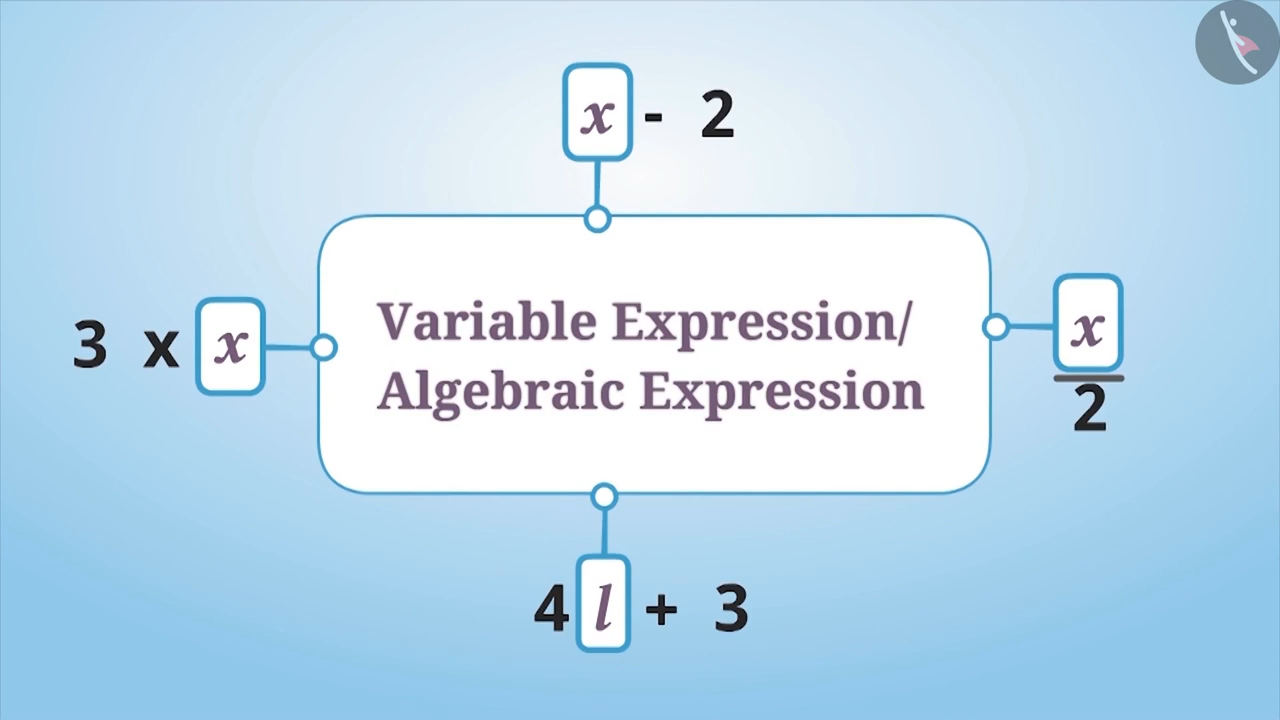 x - 2
3 x x
Variable Expression/
Algebraic Expression
x
2
4 l + 3